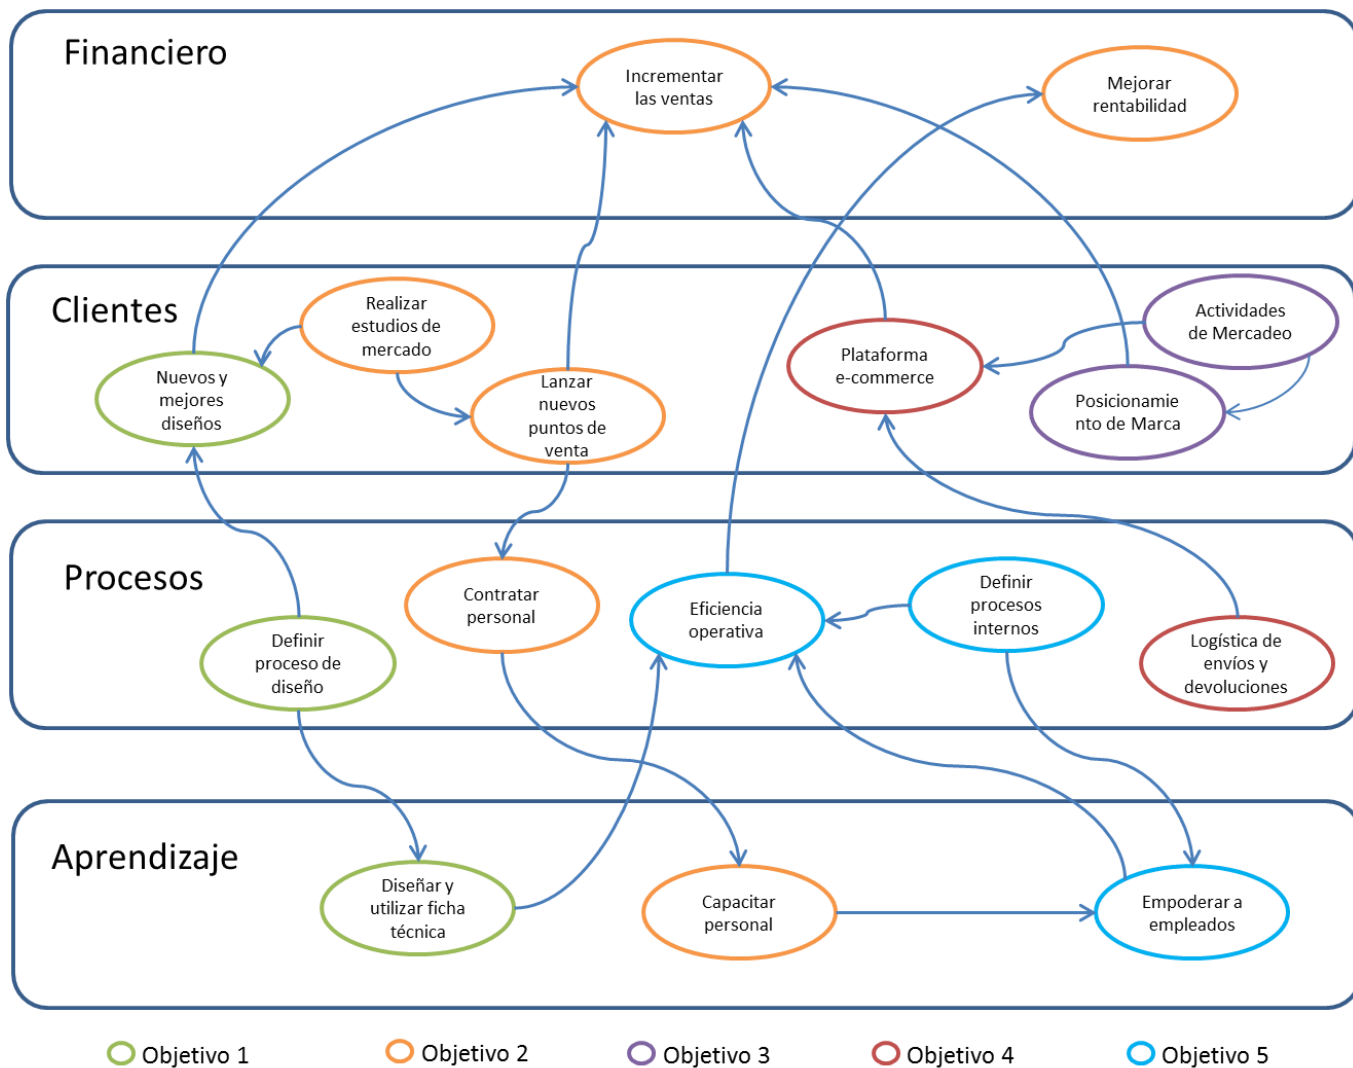 Financiero
Incrementar
las ventas
Mejorar
rentabilidad
Clientes
Realizar
estudios de
mercado
Actividades
de Mercadeo
Nuevos y
mejores
diseños
Lanzar
nuevos
puntos de
venta
Plataforma
e-commerce
Posicionamie
nto de Marca
Procesos
Contratar
personal
Eficiencia
operativa
Definir
procesos
internos
Definir
proceso de
diseño
Logística de
envíos y
devoluciones
Aprendizaje
Diseñar y
utilizar ficha
técnica
Capacitar
personal
Empoderar a
empleados
Objetivo 1
Objetivo 2
Objetivo 3
Objetivo 4
Objetivo 5